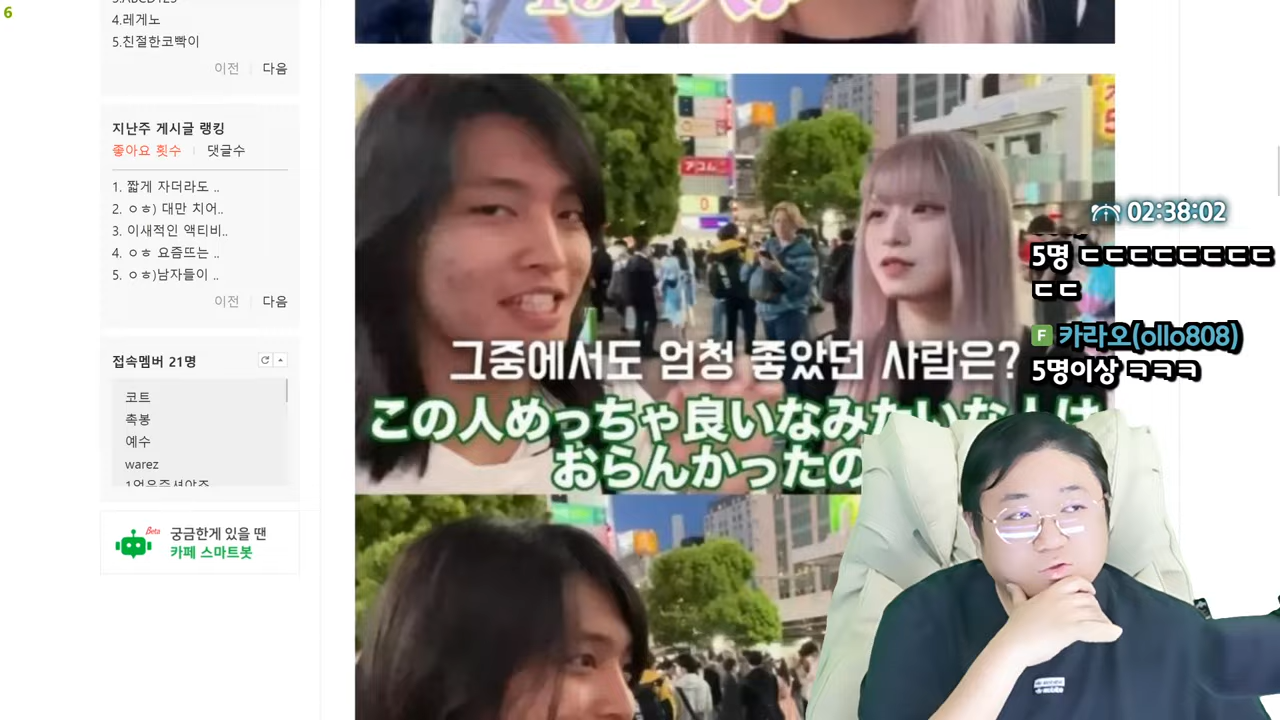 6
4.레게노
5.친절한코빡이
이전
다음
지난주 게시글 랭킹
좋아요 횟수
댓글수
1. 짧게 자더라도 ..
2. ㅇㅎ) 대만 치어..
3. 이새적인 액티비..
4. ㅇㅎ 요즘뜨는 ..
5. ㅇㅎ)남자들이 ..
이전
다음
접속멤버 21명
코트
촉봉
예수
warez
Beta
궁금한게 있을 땐
카페 스마트봇
アコム
그중에서도 엄청 좋았던 사람은?
この人めっちゃ良いなみたいな人は
おらんかったの
02:38:02
5명 ㄷㄷㄷㄷㄷㄷㄷㄷ
ㄷㄷ
F 카라오(ollo808)
5명이상 ㅋㅋㅋ